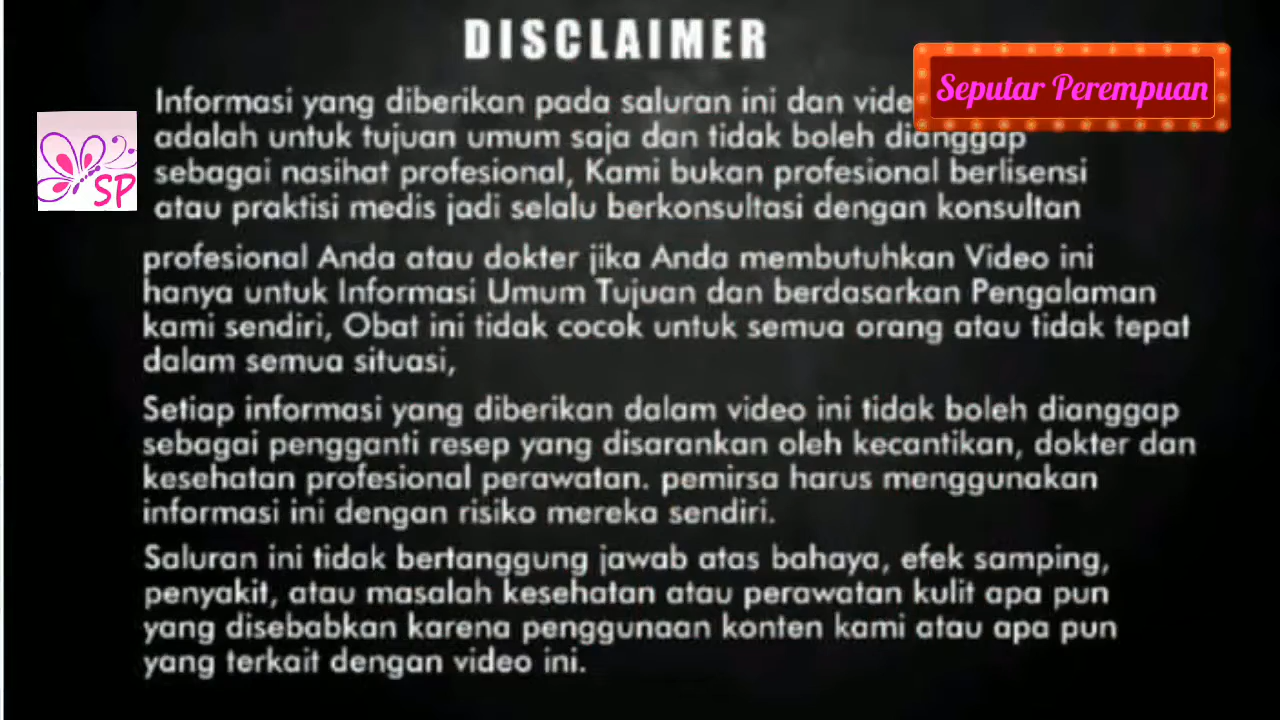 DISCLAIMER
Seputar Perempuan
Informasi yang diberikan pada saluran ini dan
adalah untuk tujuan umum saja dan tidak boleh dianggap
sebagai nasihat profesional, Kami bukan profesional berlisensi
atau praktisi medis jadi selalu berkonsultasi dengan konsultan
SP
profesional Anda atau dokter jika Anda membutuhkan Video ini
hanya untuk Informasi Umum Tujuan dan berdasarkan Pengalaman
kami sendiri, Obat ini tidak cocok untuk semua orang atau tidak tepat
dalam semua situasi,
Setiap informasi yang diberikan dalam video ini tidak boleh dianggap
sebagai pengganti resep yang disarankan oleh kecantikan, dokter dan
kesehatan profesional perawatan. pemirsa harus menggunakan
informasi ini dengan risiko mereka sendiri.
Saluran ini tidak bertanggung jawab atas bahaya, efek samping,
penyakit, atau masalah kesehatan atau perawatan kulit apa pun
yang disebabkan karena penggunaan konten kami atau apa pun
yang terkait dengan video ini.